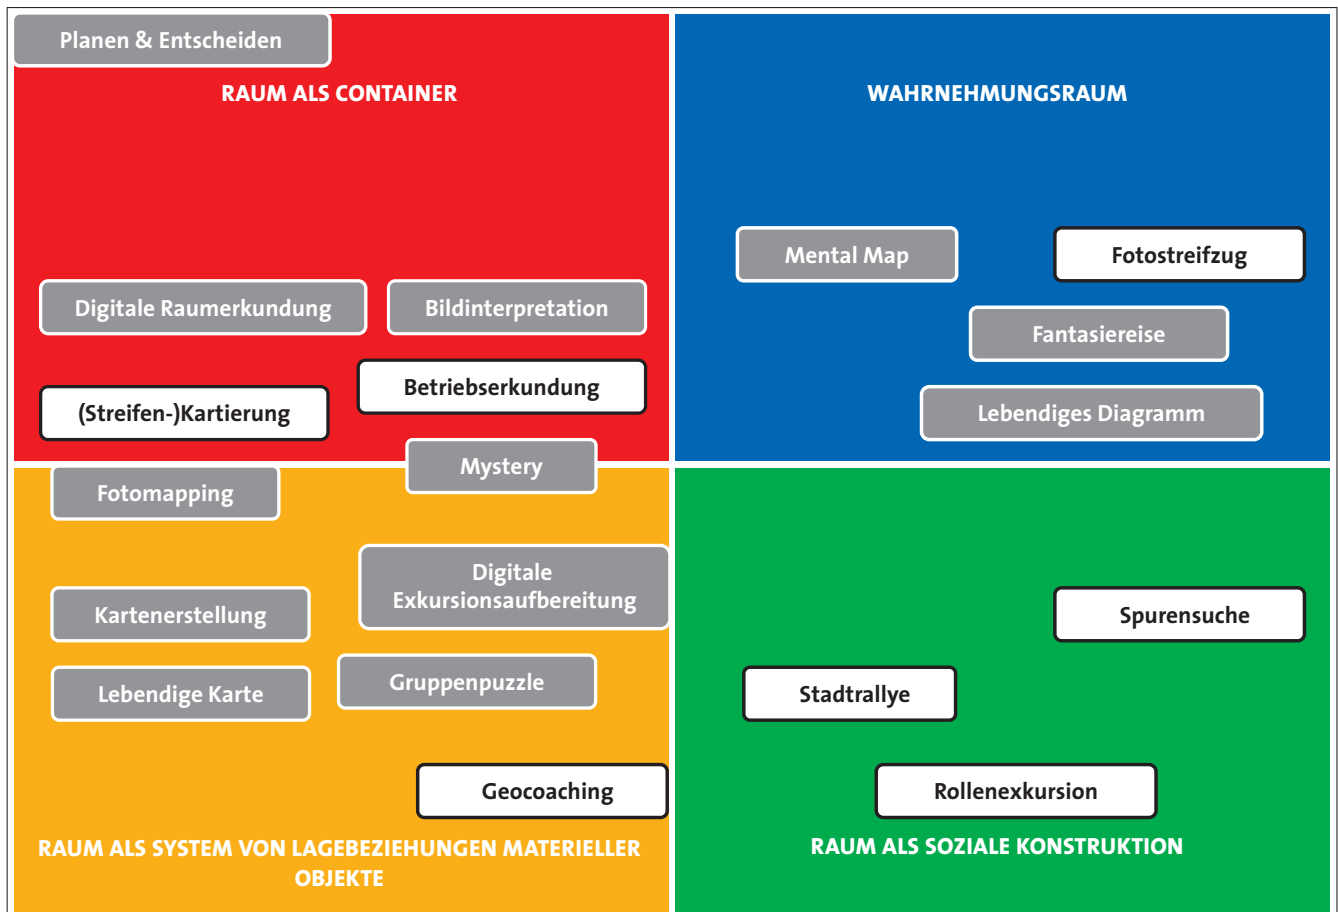 Planen & Entscheiden
RAUM ALS CONTAINER
Digitale Raumerkundung
Bildinterpretation
Betriebserkundung
(Streifen-)Kartierung
Mystery
WAHRNEHMUNGSRAUM
Mental Map
Fotostreifzug
Fantasiereise
Lebendiges Diagramm
Fotomapping
Digitale
Exkursionsaufbereitung
Kartenerstellung
Gruppenpuzzle
Lebendige Karte
Geocoaching
RAUM ALS SYSTEM VON LAGEBEZIEHUNGEN MATERIELLER
OBJEKTE
Spurensuche
Stadtrallye
Rollenexkursion
RAUM ALS SOZIALE KONSTRUKTION